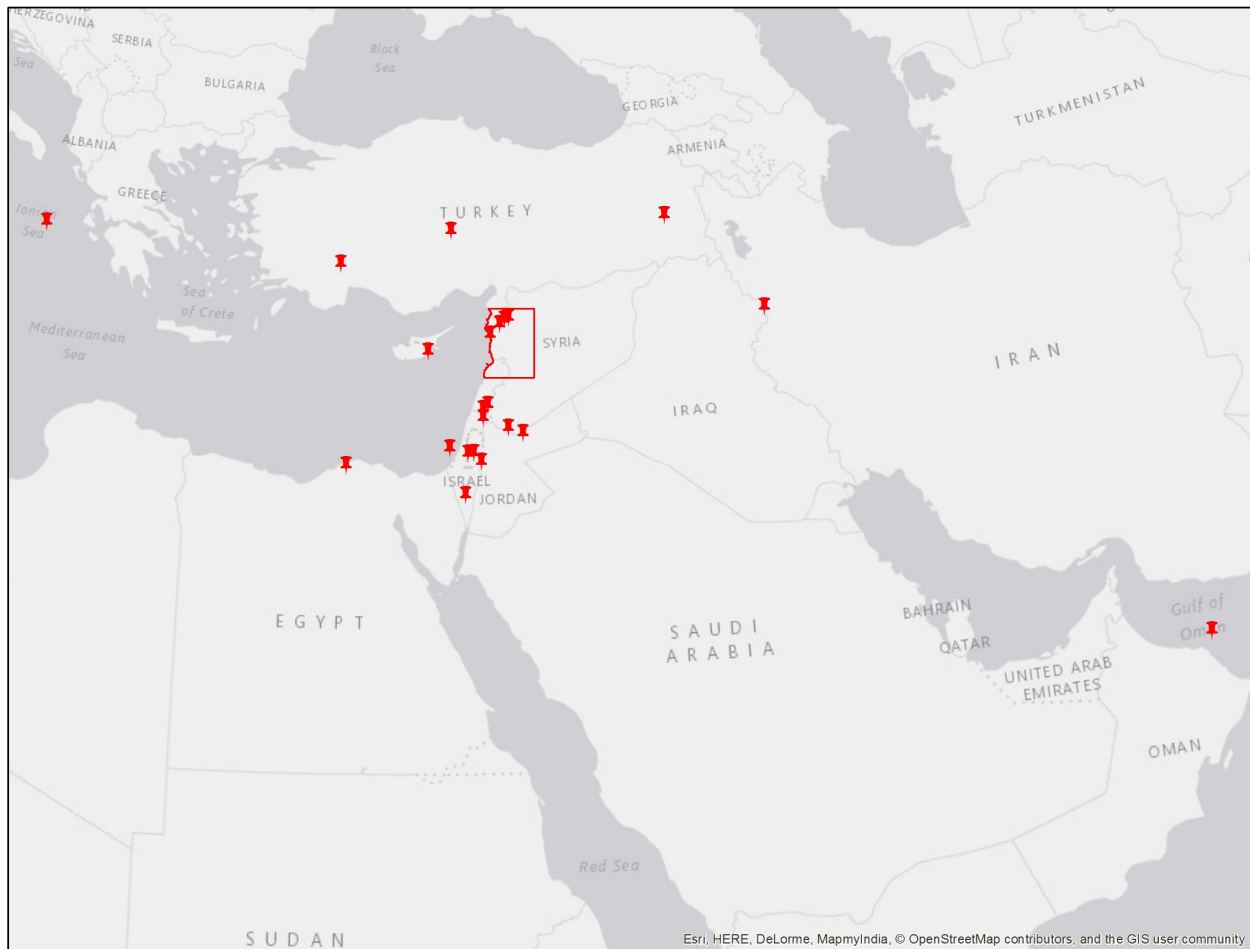 HERZEGOVINA
SERBIA
Sea
Black
Sea
BULGARIA
GEORGIA
TURKMENISTAN
ALBANIA
ARMENIA
GREECE
Ionian
Sea
TURKEY
Sea
of Crete
Mediterranean
Sea
SYRIA
IRAN
IRAQ
ISRAEL
JORDAN
EGYPT
SAUDI
ARABIA
BAHRAIN
QATAR
Gulf of
Oman
UNITED ARAB
EMIRATES
OMAN
Red Sea
SUDAN
Esri, HERE, DeLorme, MapmyIndia, © OpenStreetMap contributors, and the GIS user community